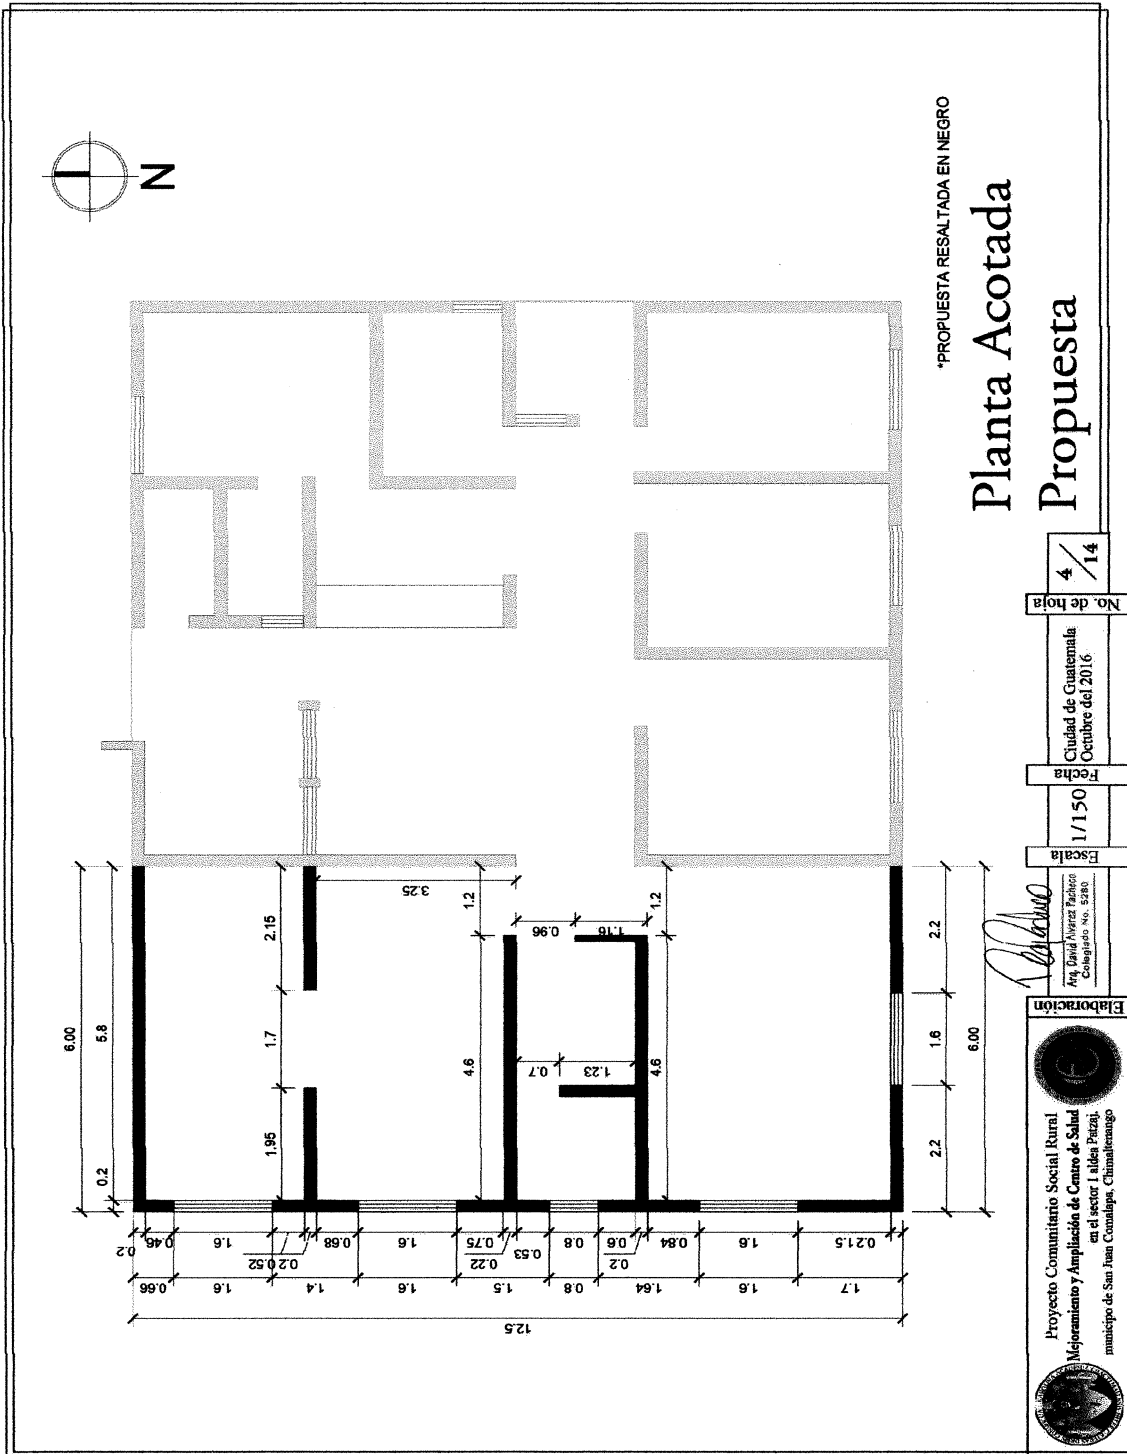 N
*PROPUESTA RESALTADA EN NEGRO
Planta Acotada
Propuesta
6.00
5.8
0.2
2.15
1.7
1.95
3.25
1.2
4.6
0.96
1.16
0.7
1.23
1.2
4.6
2.2
1.6
2.2
6.00
0.2
0.46
1.6
0.2
0.52
0.68
1.6
0.75
0.22
0.53
0.8
0.6
0.2
0.84
1.6
0.21.5
0.66
1.6
1.4
1.6
1.5
0.8
1.64
1.6
1.7
12.5
Proyecto Comunitario Social Rural
Mejoramiento y Ampliación de Centro de Salud
en el sector 1 aldea Patzaj,
municipo de San Juan Comalapa, Chimaltenango
Elaboración
Arq. David Alvarez Pacheco
Colegiado No. 5280
Escala
1/150
Fecha
Ciudad de Guatemala
Octubre del 2016
No. de hoja
4/14